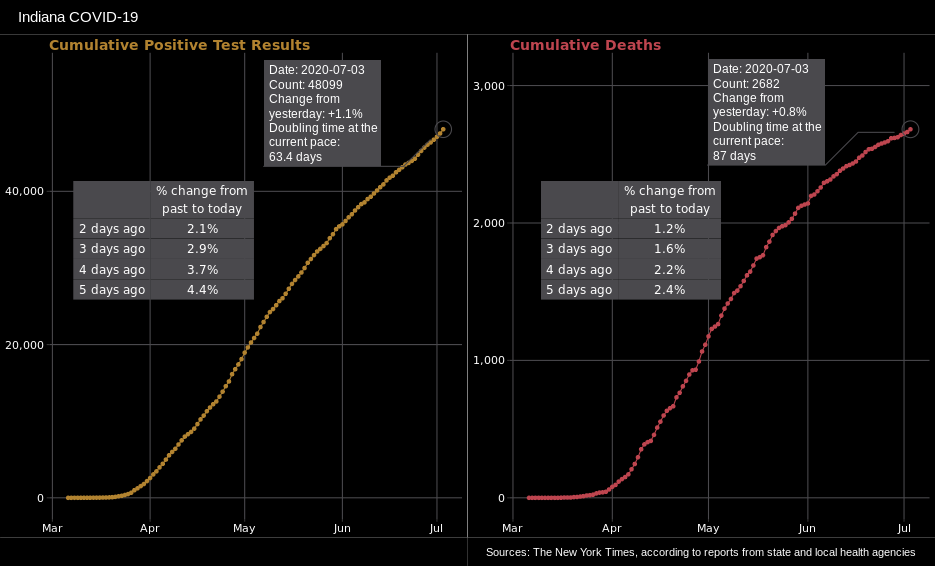 Indiana COVID-19
Cumulative Positive Test Results
Date: 2020-07-03
Count: 48099
Change from
yesterday: +1.1%
Doubling time at the
current pace:
63.4 days
40,000
20,000
0
% change from
past to today
2 days ago 2.1%
3 days ago 2.9%
4 days ago 3.7%
5 days ago 4.4%
Mar Apr May Jun Jul
Cumulative Deaths
Date: 2020-07-03
Count: 2682
Change from
yesterday: +0.8%
Doubling time at the
current pace:
87 days
3,000
2,000
1,000
0
% change from
past to today
2 days ago 1.2%
3 days ago 1.6%
4 days ago 2.2%
5 days ago 2.4%
Mar Apr May Jun Jul
Sources: The New York Times, according to reports from state and local health agencies